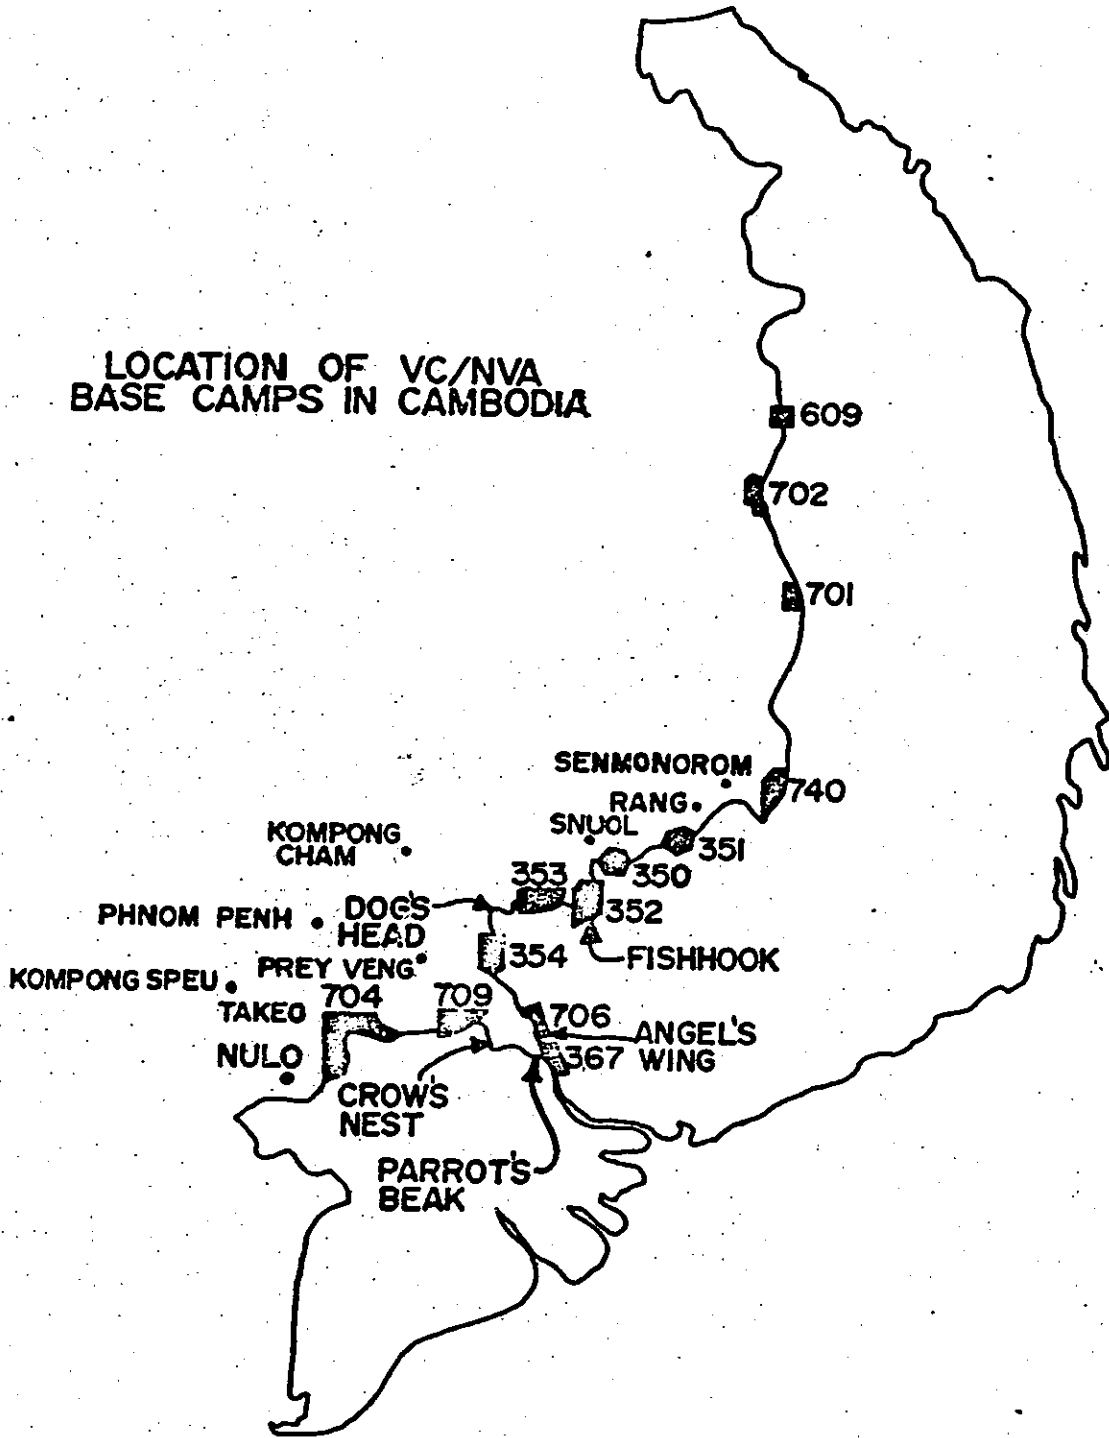 LOCATION OF VC/NVA
BASE CAMPS IN CAMBODIA
609
702
701
SENMONOROM
740
RANG
SNUOL
351
KOMPONG
CHAM
350
353
352
DOG'S
HEAD
PHNOM PENH
354
FISHHOOK
PREY VENG
KOMPONG SPEU
704
709
TAKEO
706
ANGEL'S
WING
NULO
367
CROW'S
NEST
PARROT'S
BEAK